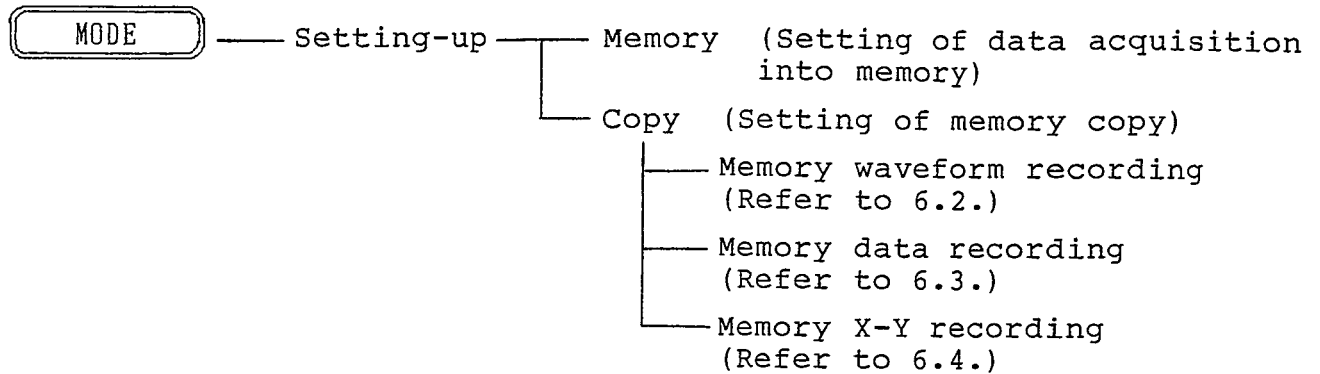 MODE
Setting-up
Memory (Setting of data acquisition
into memory)
Copy (Setting of memory copy)
Memory waveform recording
(Refer to 6.2.)
Memory data recording
(Refer to 6.3.)
Memory X-Y recording
(Refer to 6.4.)